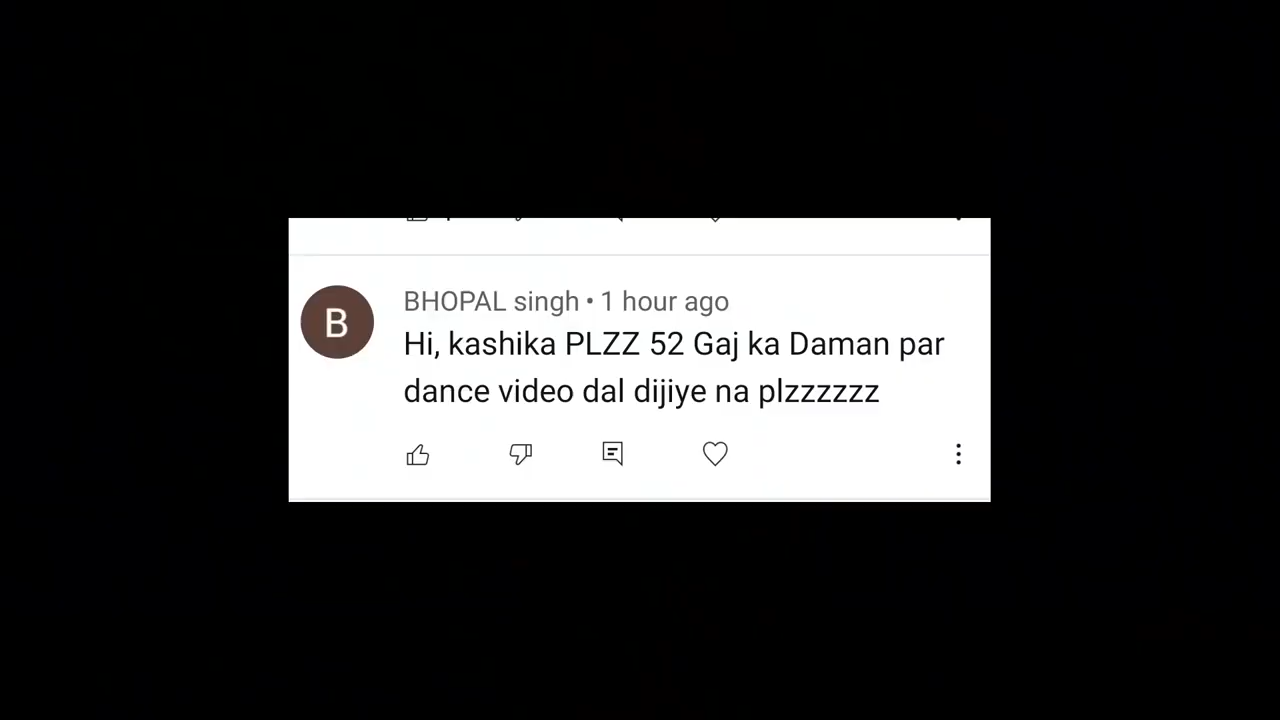 B
BHOPAL singh • 1 hour ago
Hi, kashika PLZZ 52 Gaj ka Daman par
dance video dal dijiye na plzzzzzz